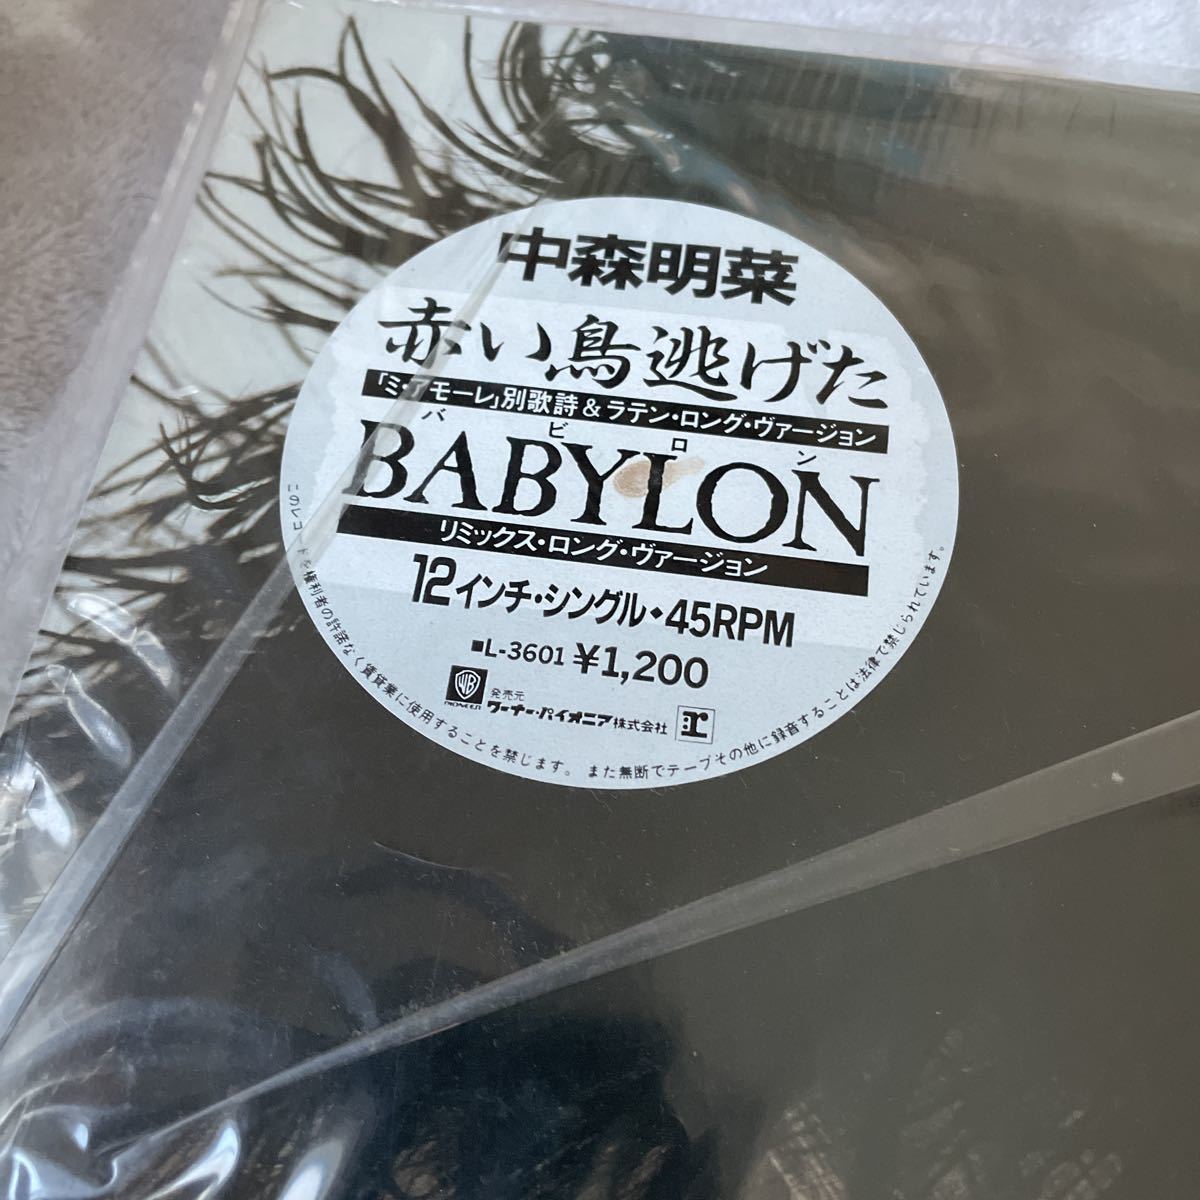 中森明菜
赤い鳥逃げた
「ミ・アモーレ」別歌詩&ラテン・ロング・ヴァージョン
バビロン
BABYLON
リミックス・ロング・ヴァージョン
12インチ・シングル・45RPM
■L-3601 ¥1,200
WB
PIONEER
発売元
ワーナー・パイオニア株式会社
r
このレコードを権利者の許諾なく賃貸業に使用することを禁じます。また無断でテープその他に録音することは法律で禁じられています。